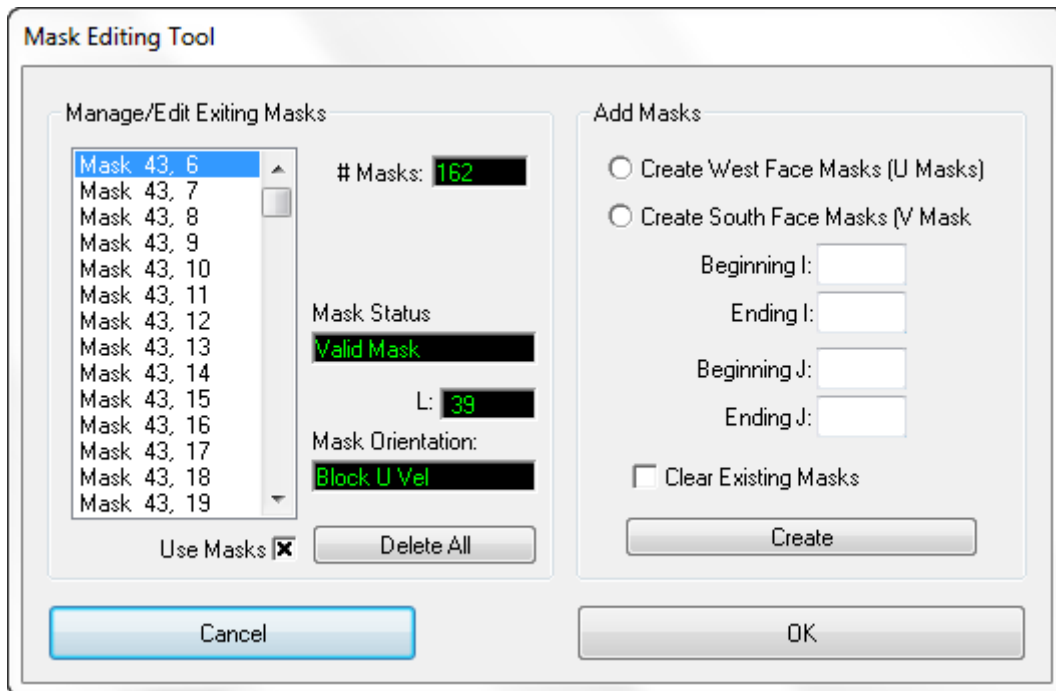 Mask Editing Tool
Manage/Edit Exiting Masks
Mask 43, 6
Mask 43, 7
Mask 43, 8
Mask 43, 9
Mask 43, 10
Mask 43, 11
Mask 43, 12
Mask 43, 13
Mask 43, 14
Mask 43, 15
Mask 43, 16
Mask 43, 17
Mask 43, 18
Mask 43, 19
# Masks: 162
Mask Status
Valid Mask
L: 39
Mask Orientation:
Block U Vel
Use Masks
Delete All
Add Masks
Create West Face Masks (U Masks)
Create South Face Masks (V Mask
Beginning I:
Ending I:
Beginning J:
Ending J:
Clear Existing Masks
Create
Cancel
OK